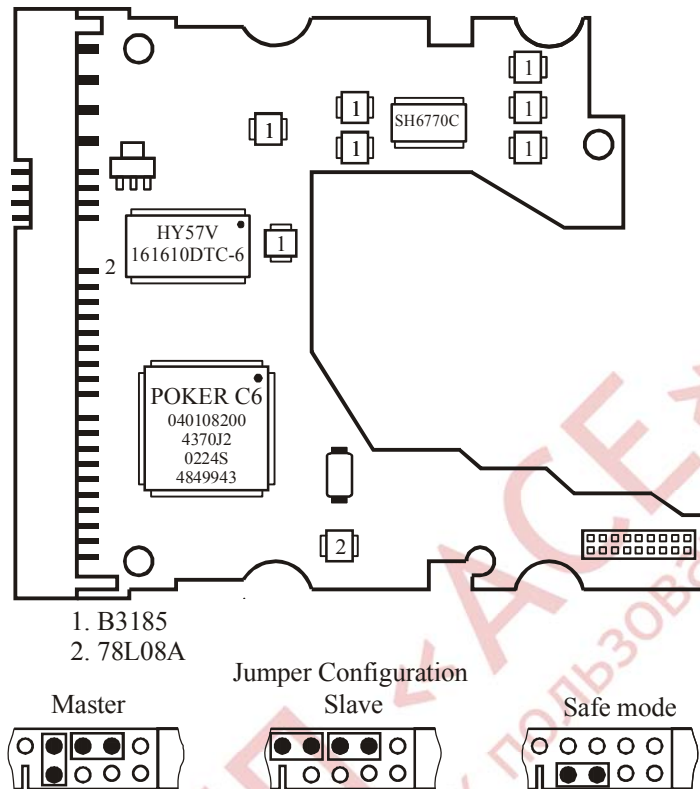 1
1
1
1
1
1
SH6770C
HY57V
161610DTC-6
1
2
POKER C6
040108200
4370J2
0224S
4849943
2
1. B3185
2. 78L08A
Jumper Configuration
Master
Slave
Safe mode
«ACE»